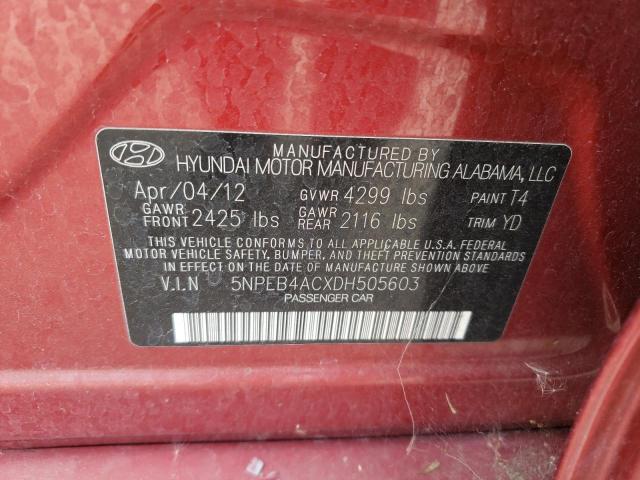 MANUFACTURED BY
HYUNDAI MOTOR MANUFACTURING ALABAMA, LLC
Apr/04/12 GVWR 4299 lbs PAINT T4
GAWR FRONT 2425 lbs GAWR REAR 2116 lbs TRIM YD
THIS VEHICLE CONFORMS TO ALL APPLICABLE U.S.A. FEDERAL
MOTOR VEHICLE SAFETY, BUMPER, AND THEFT PREVENTION STANDARDS
IN EFFECT ON THE DATE OF MANUFACTURE SHOWN ABOVE.
V.I.N 5NPEB4ACXDH505603
PASSENGER CAR